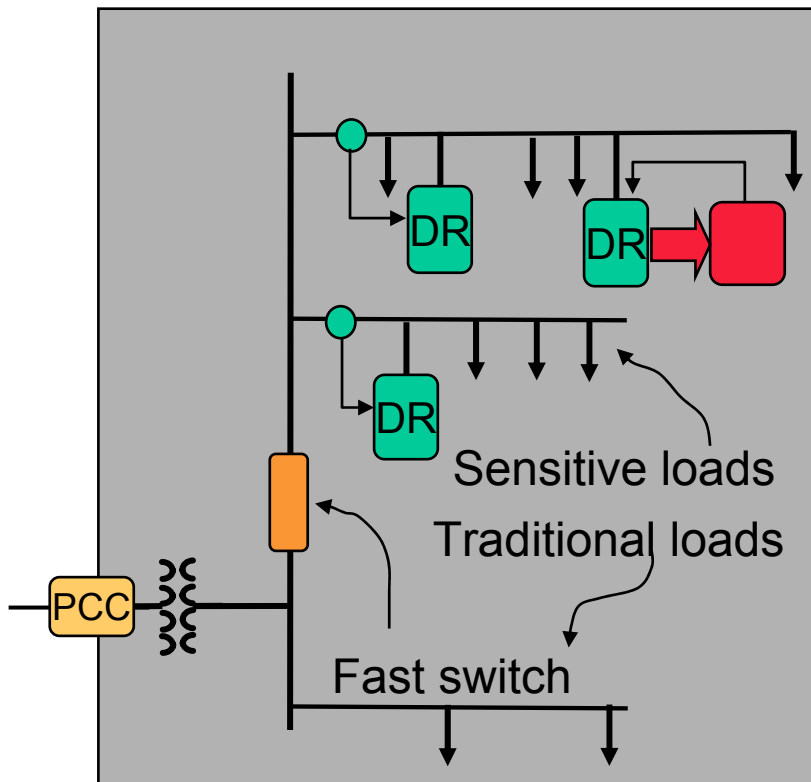 DR
DR
DR
Sensitive loads
Traditional loads
PCC
Fast switch